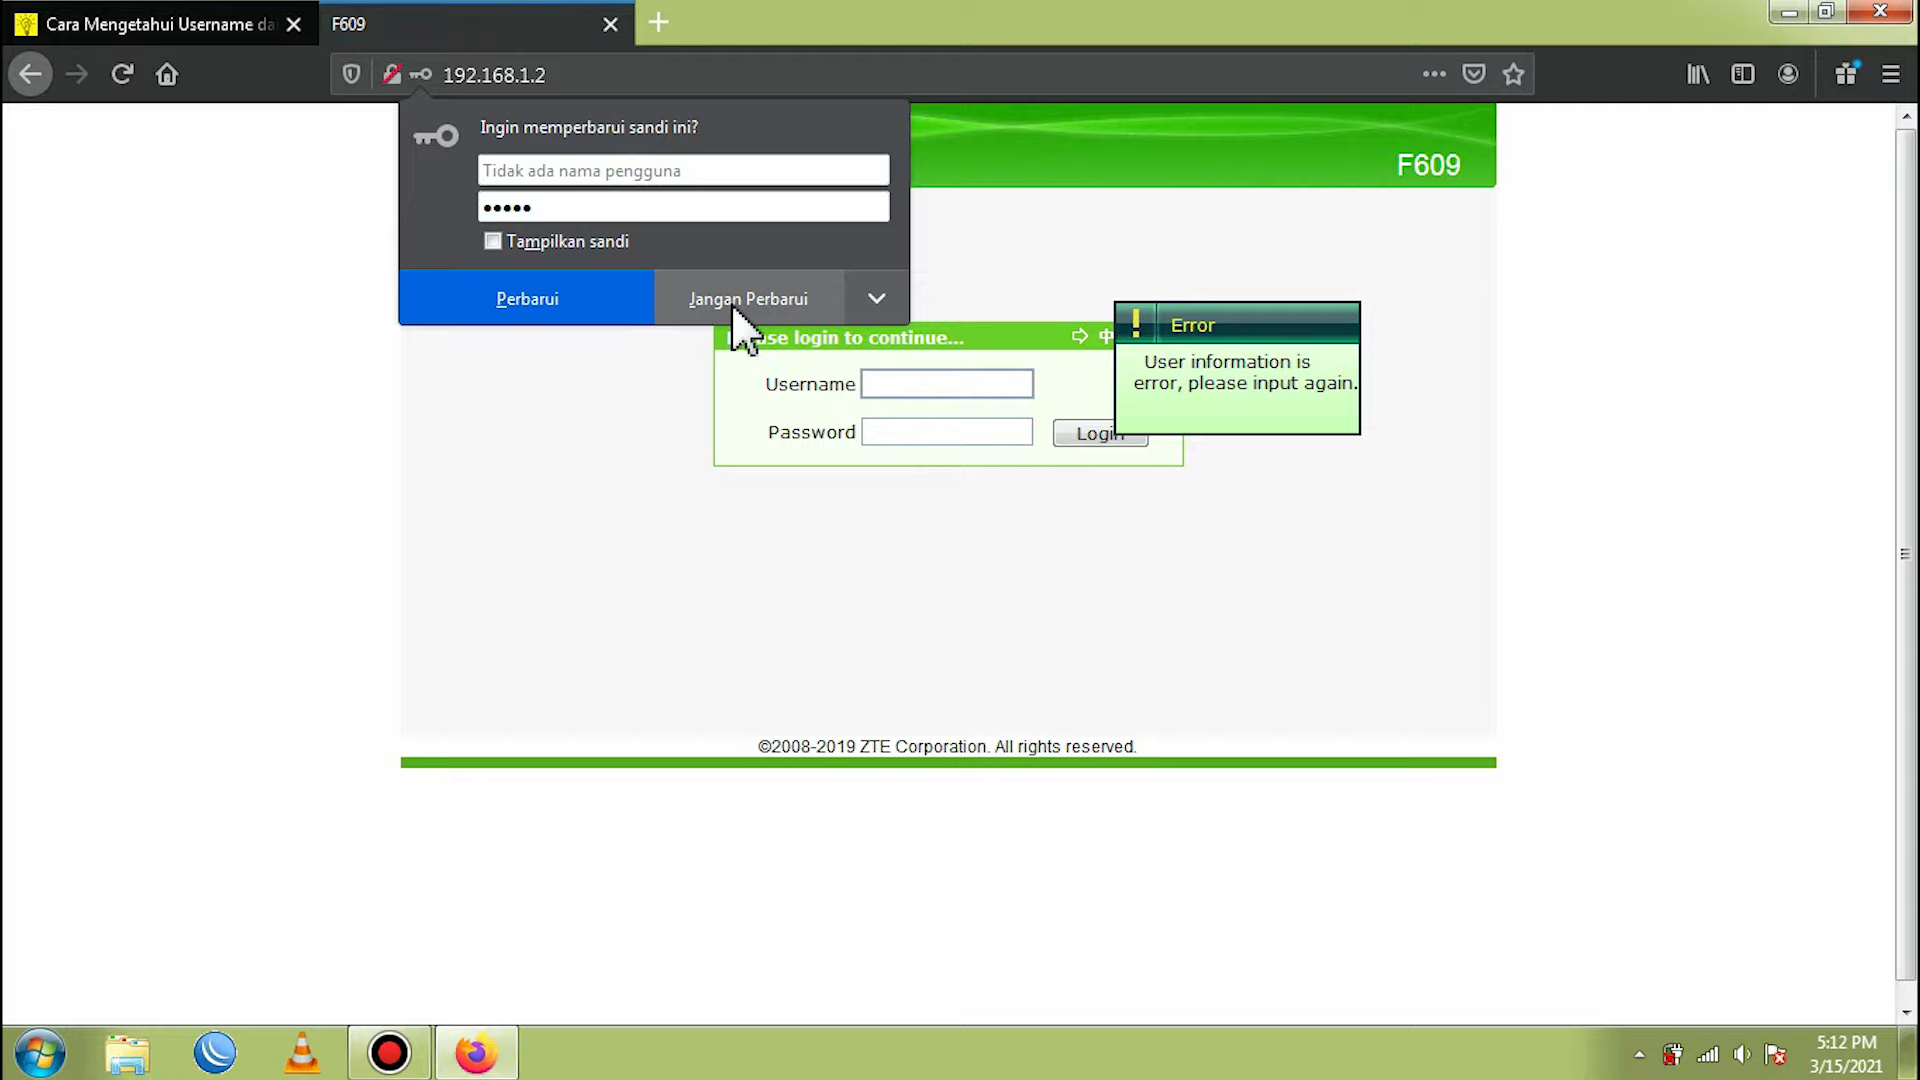 Cara Mengetahui Username da
F609
192.168.1.2
Ingin memperbarui sandi ini?
Tidak ada nama pengguna
•••••
Tampilkan sandi
Perbarui
Jangan Perbarui
F609
se login to continue...
中
Error
User information is
error, please input again.
Username
Password
Login
©2008-2019 ZTE Corporation. All rights reserved.
5:12 PM
3/15/2021